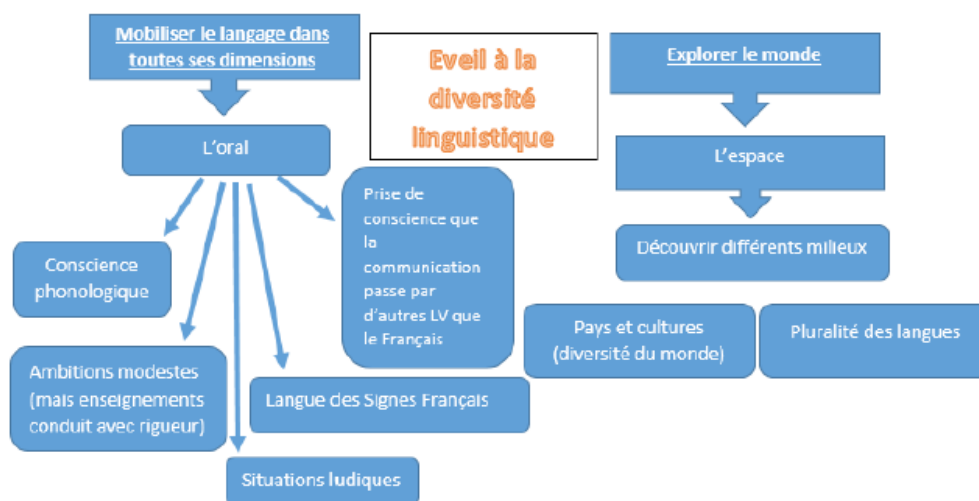 Mobiliser le langage dans
toutes ses dimensions
Eveil à la
diversité
linguistique
Explorer le monde
L'oral
L'espace
Prise de
conscience que
la
communication
passe par
d'autres LV que
le Français
Découvrir différents milieux
Conscience
phonologique
Pays et cultures
(diversité du monde)
Pluralité des langues
Ambitions modestes
(mais enseignements
conduit avec rigueur)
Langue des Signes Français
Situations ludiques